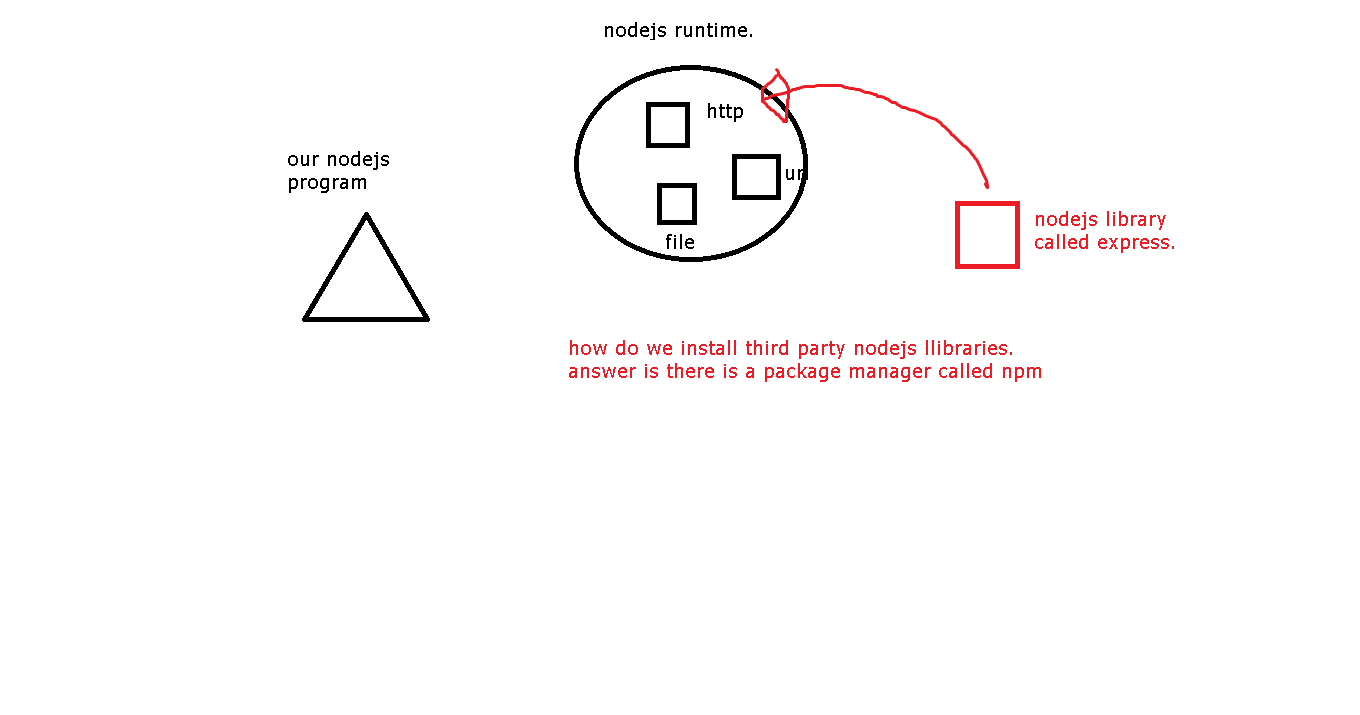 nodejs runtime.
http
our nodejs
program
url
file
nodejs library
called express.
how do we install third party nodejs llibraries.
answer is there is a package manager called npm